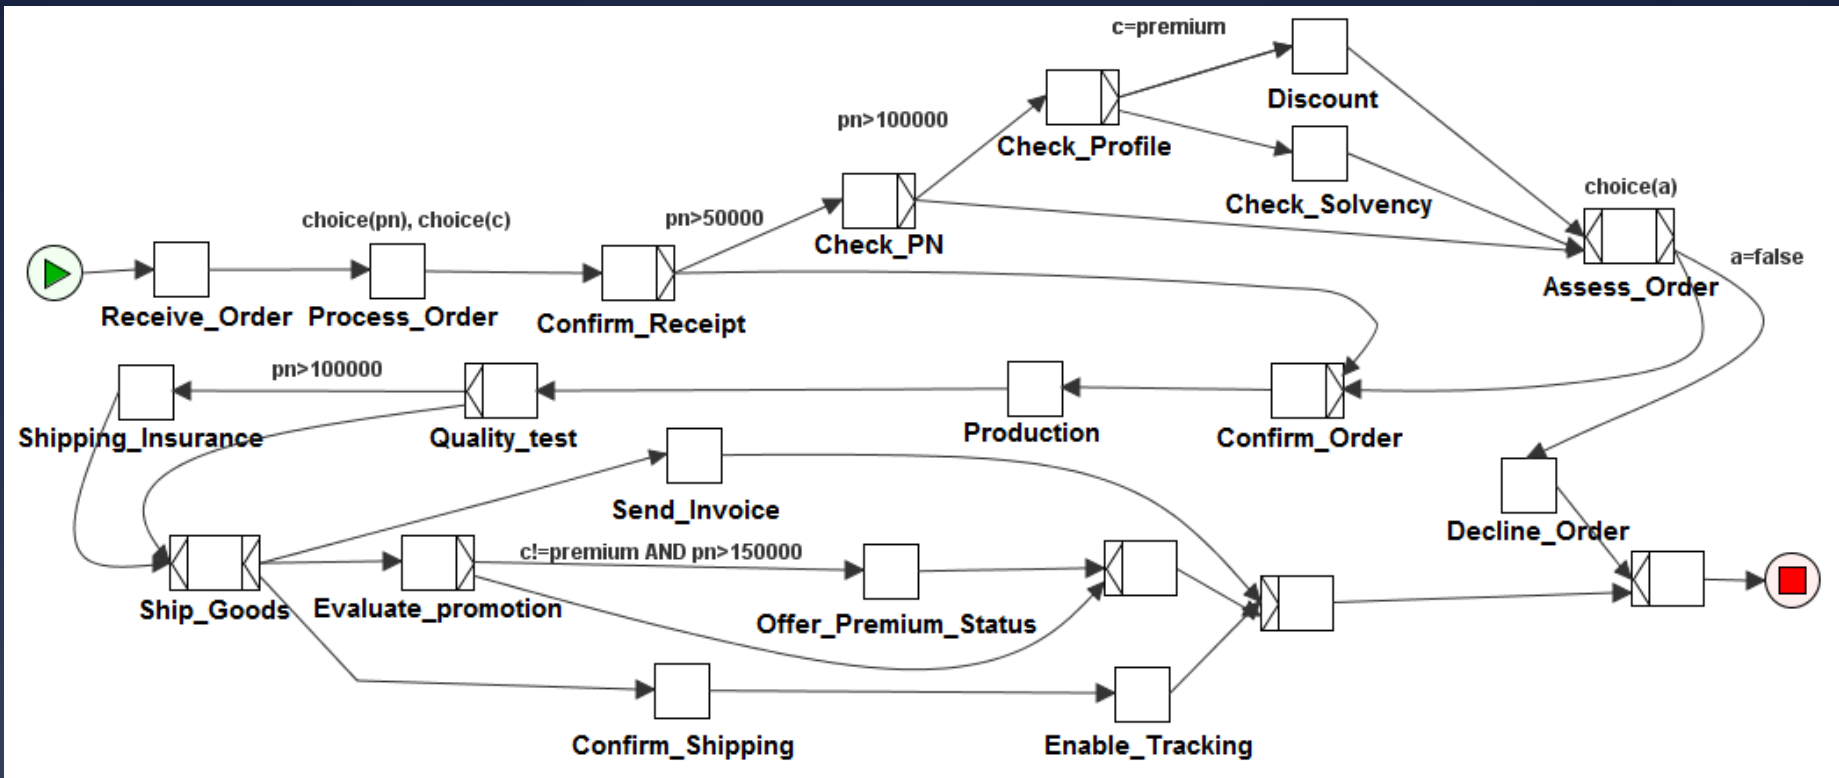 c=premium
Discount
pn>100000
Check_Profile
Check_Solvency
choice(a)
pn>50000
choice(pn), choice(c)
Check_PN
a=false
Assess_Order
Receive_Order
Process_Order
Confirm_Receipt
pn>100000
Shipping_Insurance
Quality_test
Production
Confirm_Order
Send_Invoice
Decline_Order
c!=premium AND pn>150000
Ship_Goods
Evaluate_promotion
Offer_Premium_Status
Confirm_Shipping
Enable_Tracking